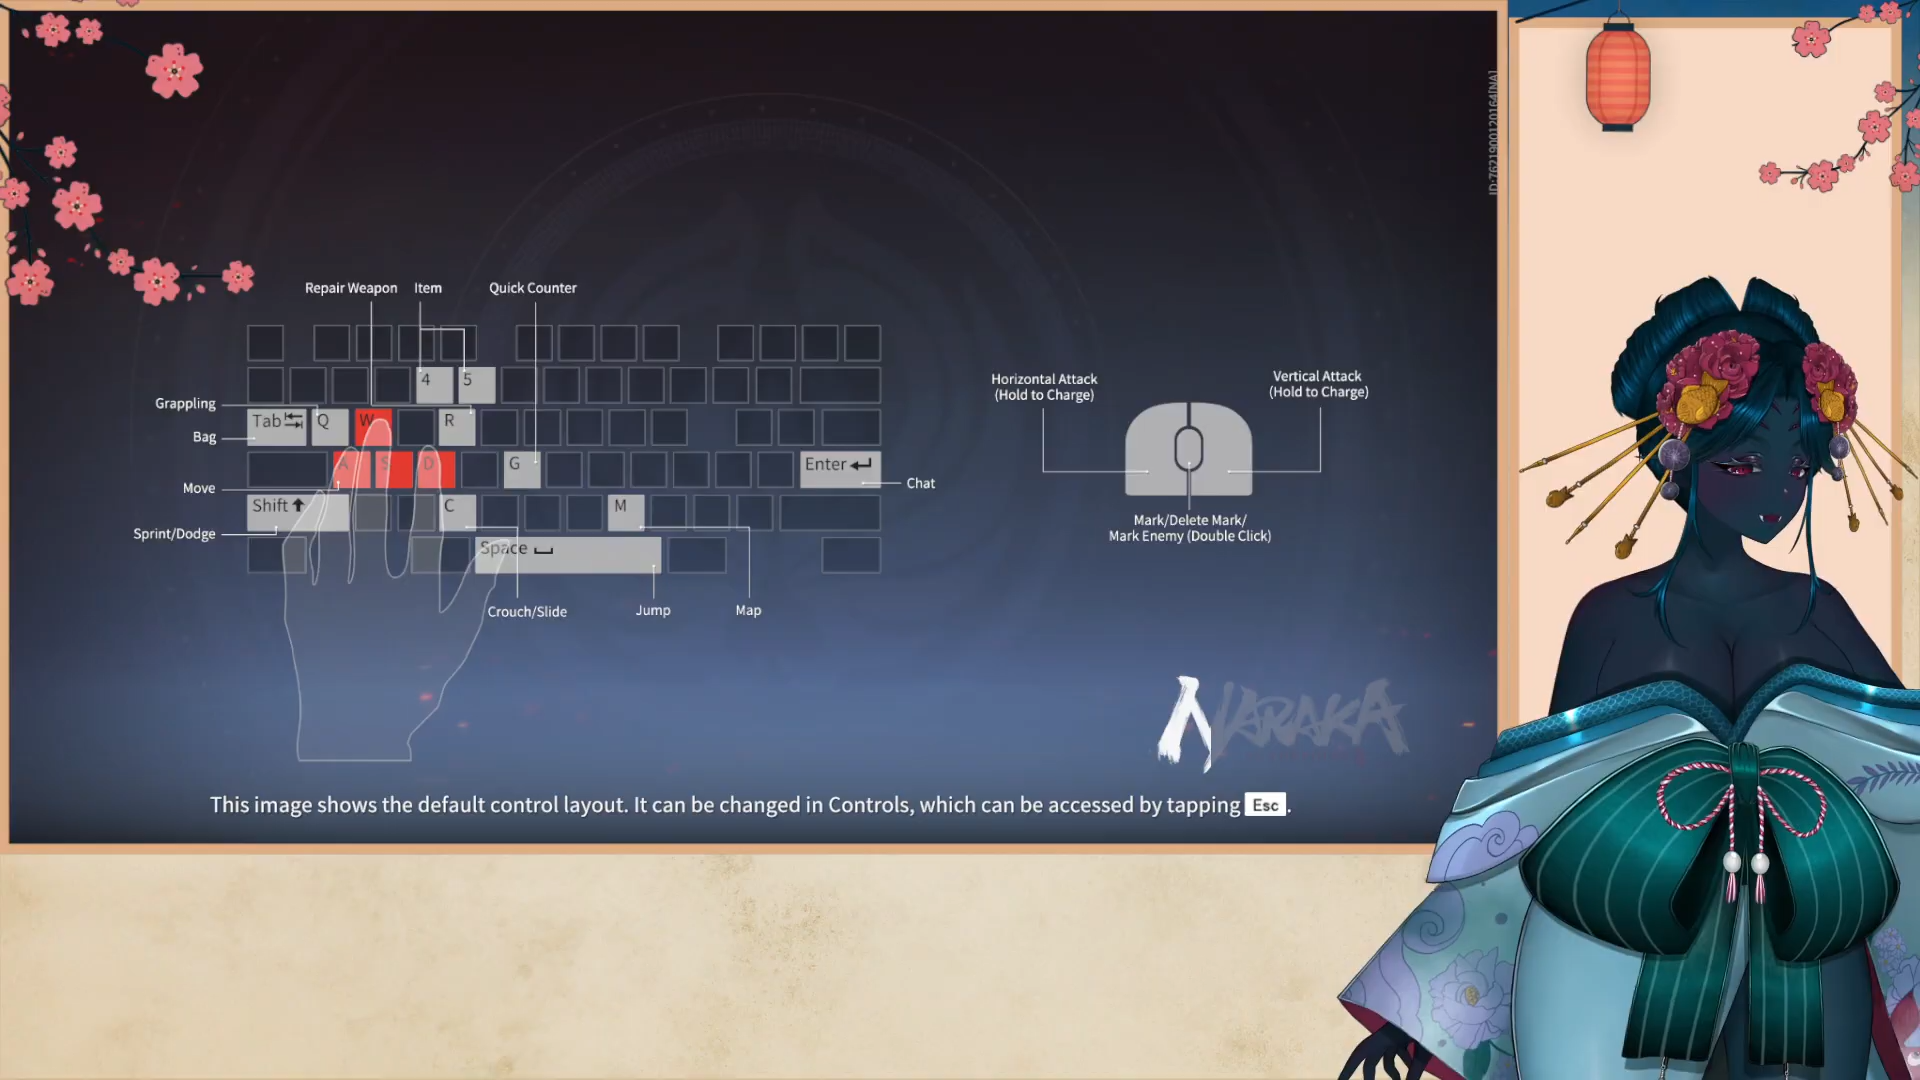 ID:7621900120164[NA]
Repair Weapon
Item
Quick Counter
4
5
Grappling
Tab
Q
W
R
Bag
A
S
D
G
Enter
Move
Chat
Shift
C
M
Sprint/Dodge
Space
Crouch/Slide
Jump
Map
Horizontal Attack
(Hold to Charge)
Vertical Attack
(Hold to Charge)
Mark/Delete Mark/
Mark Enemy (Double Click)
NARAKA
This image shows the default control layout. It can be changed in Controls, which can be accessed by tapping Esc.